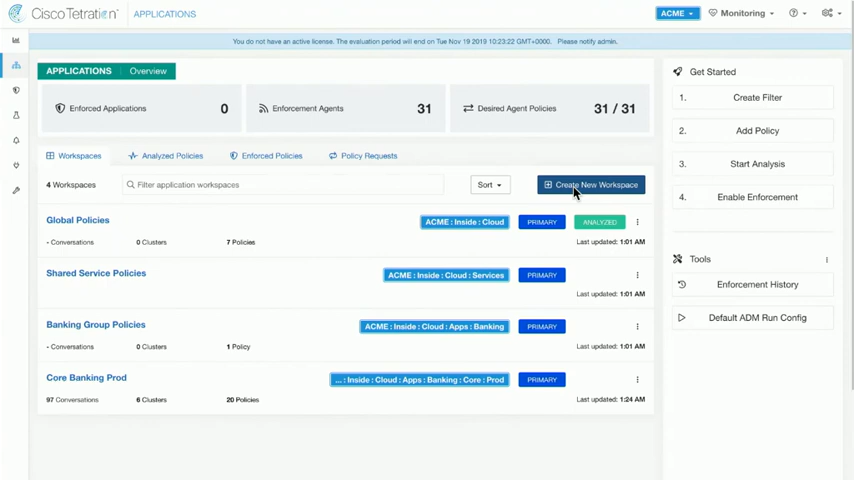 Cisco Tetration™ APPLICATIONS ACME Monitoring
You do not have an active license. The evaluation period will end on Tue Nov 19 2019 10:23:22 GMT+0000. Please notify admin.
APPLICATIONS Overview
Enforced Applications 0
Enforcement Agents 31
Desired Agent Policies 31 / 31
Workspaces Analyzed Policies Enforced Policies Policy Requests
4 Workspaces Filter application workspaces Sort Create New Workspace
Global Policies ACME : Inside : Cloud PRIMARY ANALYZED
- Conversations 0 Clusters 7 Policies Last updated: 1:01 AM
Shared Service Policies ACME : Inside : Cloud : Services PRIMARY
Last updated: 1:01 AM
Banking Group Policies ACME : Inside : Cloud : Apps : Banking PRIMARY
- Conversations 0 Clusters 1 Policy Last updated: 1:01 AM
Core Banking Prod ... : Inside : Cloud : Apps : Banking : Core : Prod PRIMARY
97 Conversations 6 Clusters 20 Policies Last updated: 1:24 AM
Get Started
1. Create Filter
2. Add Policy
3. Start Analysis
4. Enable Enforcement
Tools
Enforcement History
Default ADM Run Config